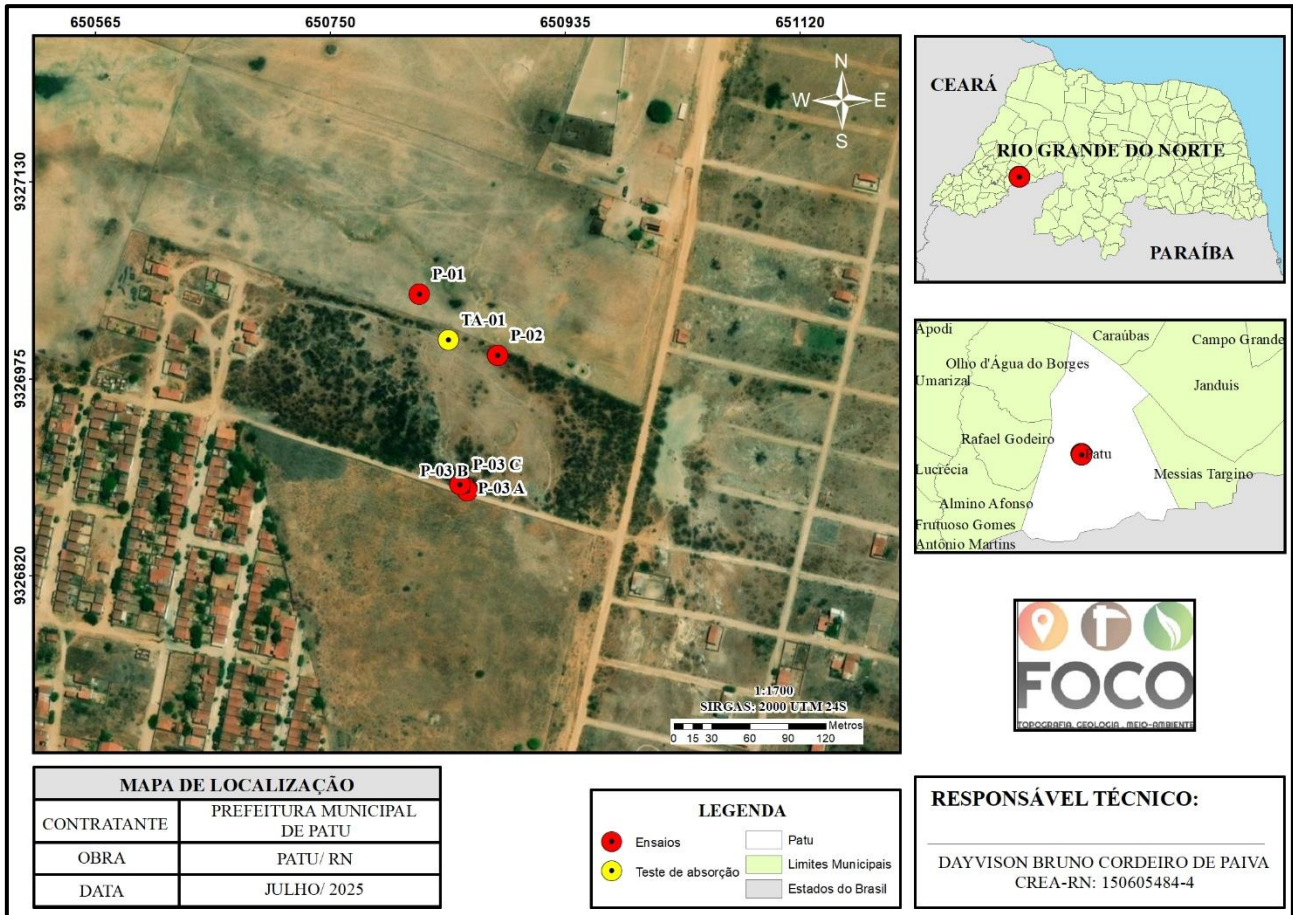 650565
650750
650935
651120
9327130
9326975
9326820
N
W
E
S
P-01
TA-01
P-02
P-03 B
P-03 C
P-03 A
1:1700
SIRGAS: 2000 UTM 24S
Metros
0 15 30 60 90 120
CEARÁ
RIO GRANDE DO NORTE
PARAÍBA
Apodi
Caraúbas
Campo Grande
Olho d'Água do Borges
Umarizal
Janduis
Rafael Godeiro
Patu
Lucrécia
Messias Targino
Almino Afonso
Frutuoso Gomes
Antônio Martins
FOCO
TOPOGRAFIA. GEOLOGIA . MEIO-AMBIENTE
MAPA DE LOCALIZAÇÃO
CONTRATANTE
PREFEITURA MUNICIPAL
DE PATU
OBRA
PATU/ RN
DATA
JULHO/ 2025
LEGENDA
Ensaios
Teste de absorção
Patu
Limites Municipais
Estados do Brasil
RESPONSÁVEL TÉCNICO:
DAYVISON BRUNO CORDEIRO DE PAIVA
CREA-RN: 150605484-4